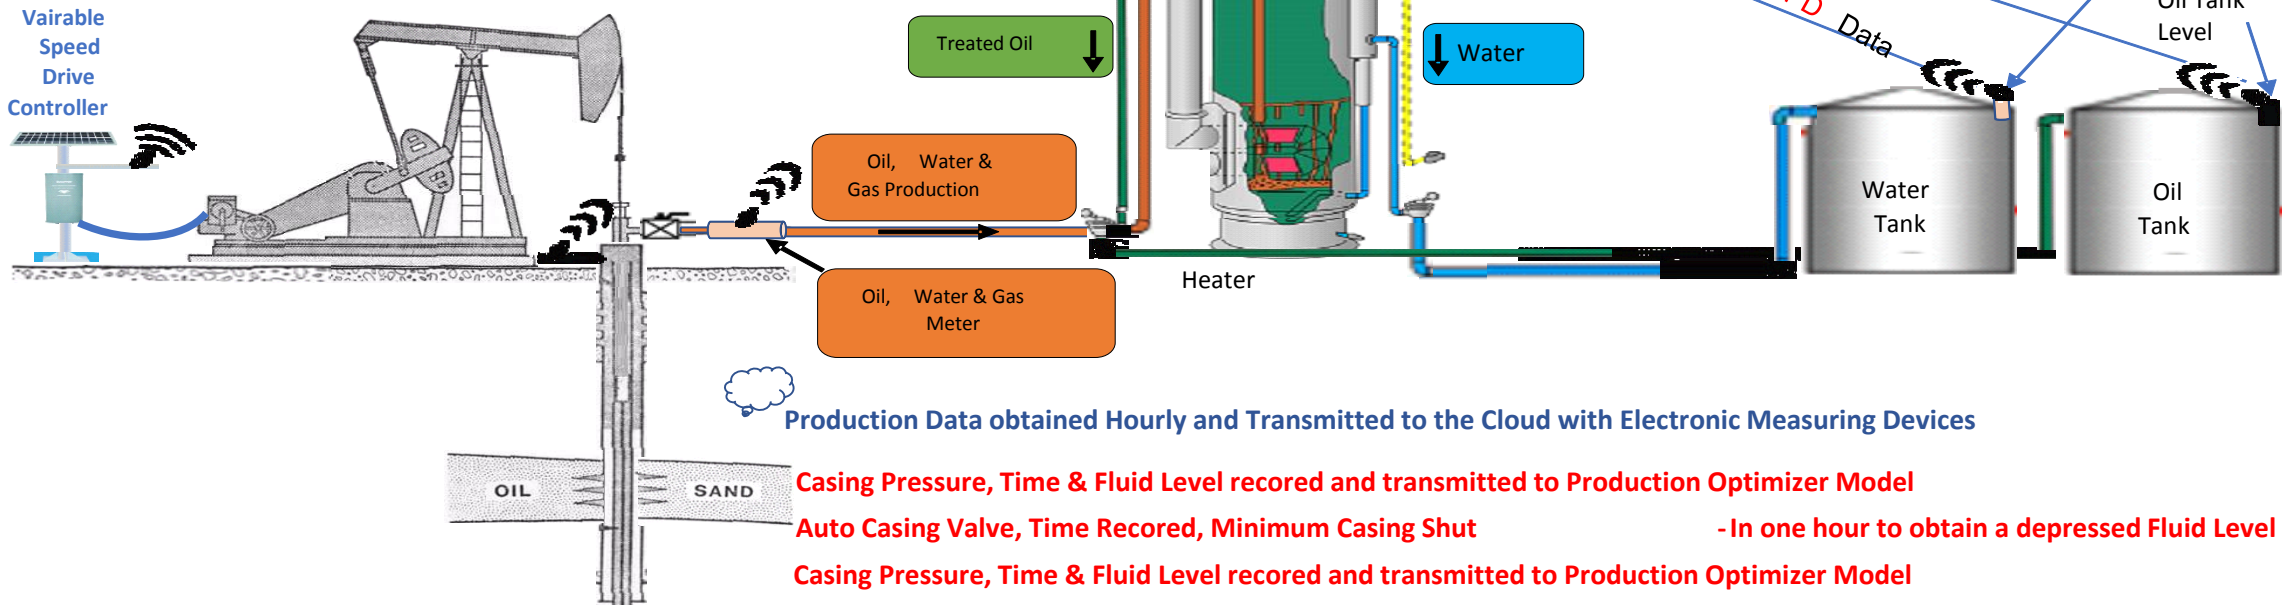 Vairable
Speed
Drive
Controller
Treated Oil
Water
D Data
Oil Tank
Level
Oil, Water &
Gas Production
Oil, Water & Gas
Meter
Heater
Water
Tank
Oil
Tank
OIL SAND
Production Data obtained Hourly and Transmitted to the Cloud with Electronic Measuring Devices
Casing Pressure, Time & Fluid Level recored and transmitted to Production Optimizer Model
Auto Casing Valve, Time Recored, Minimum Casing Shut -In one hour to obtain a depressed Fluid Level
Casing Pressure, Time & Fluid Level recored and transmitted to Production Optimizer Model